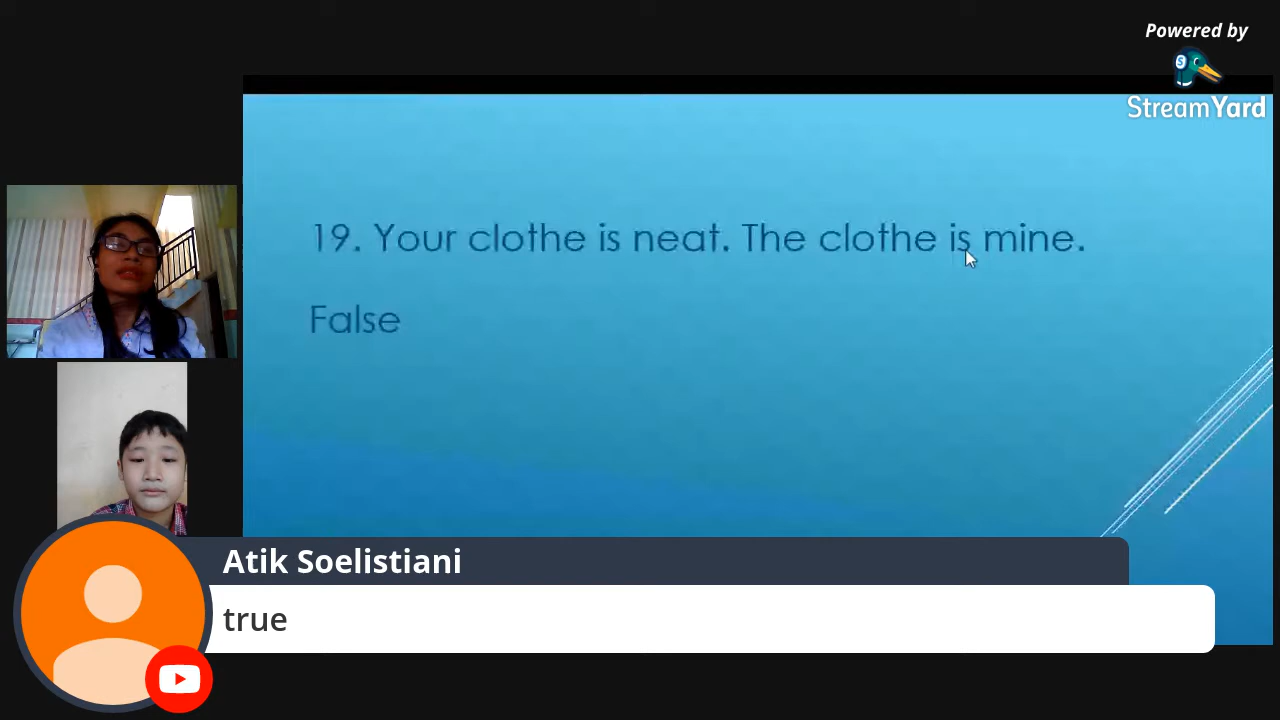 Powered by
StreamYard
19. Your clothe is neat. The clothe is mine.
False
Atik Soelistiani
true